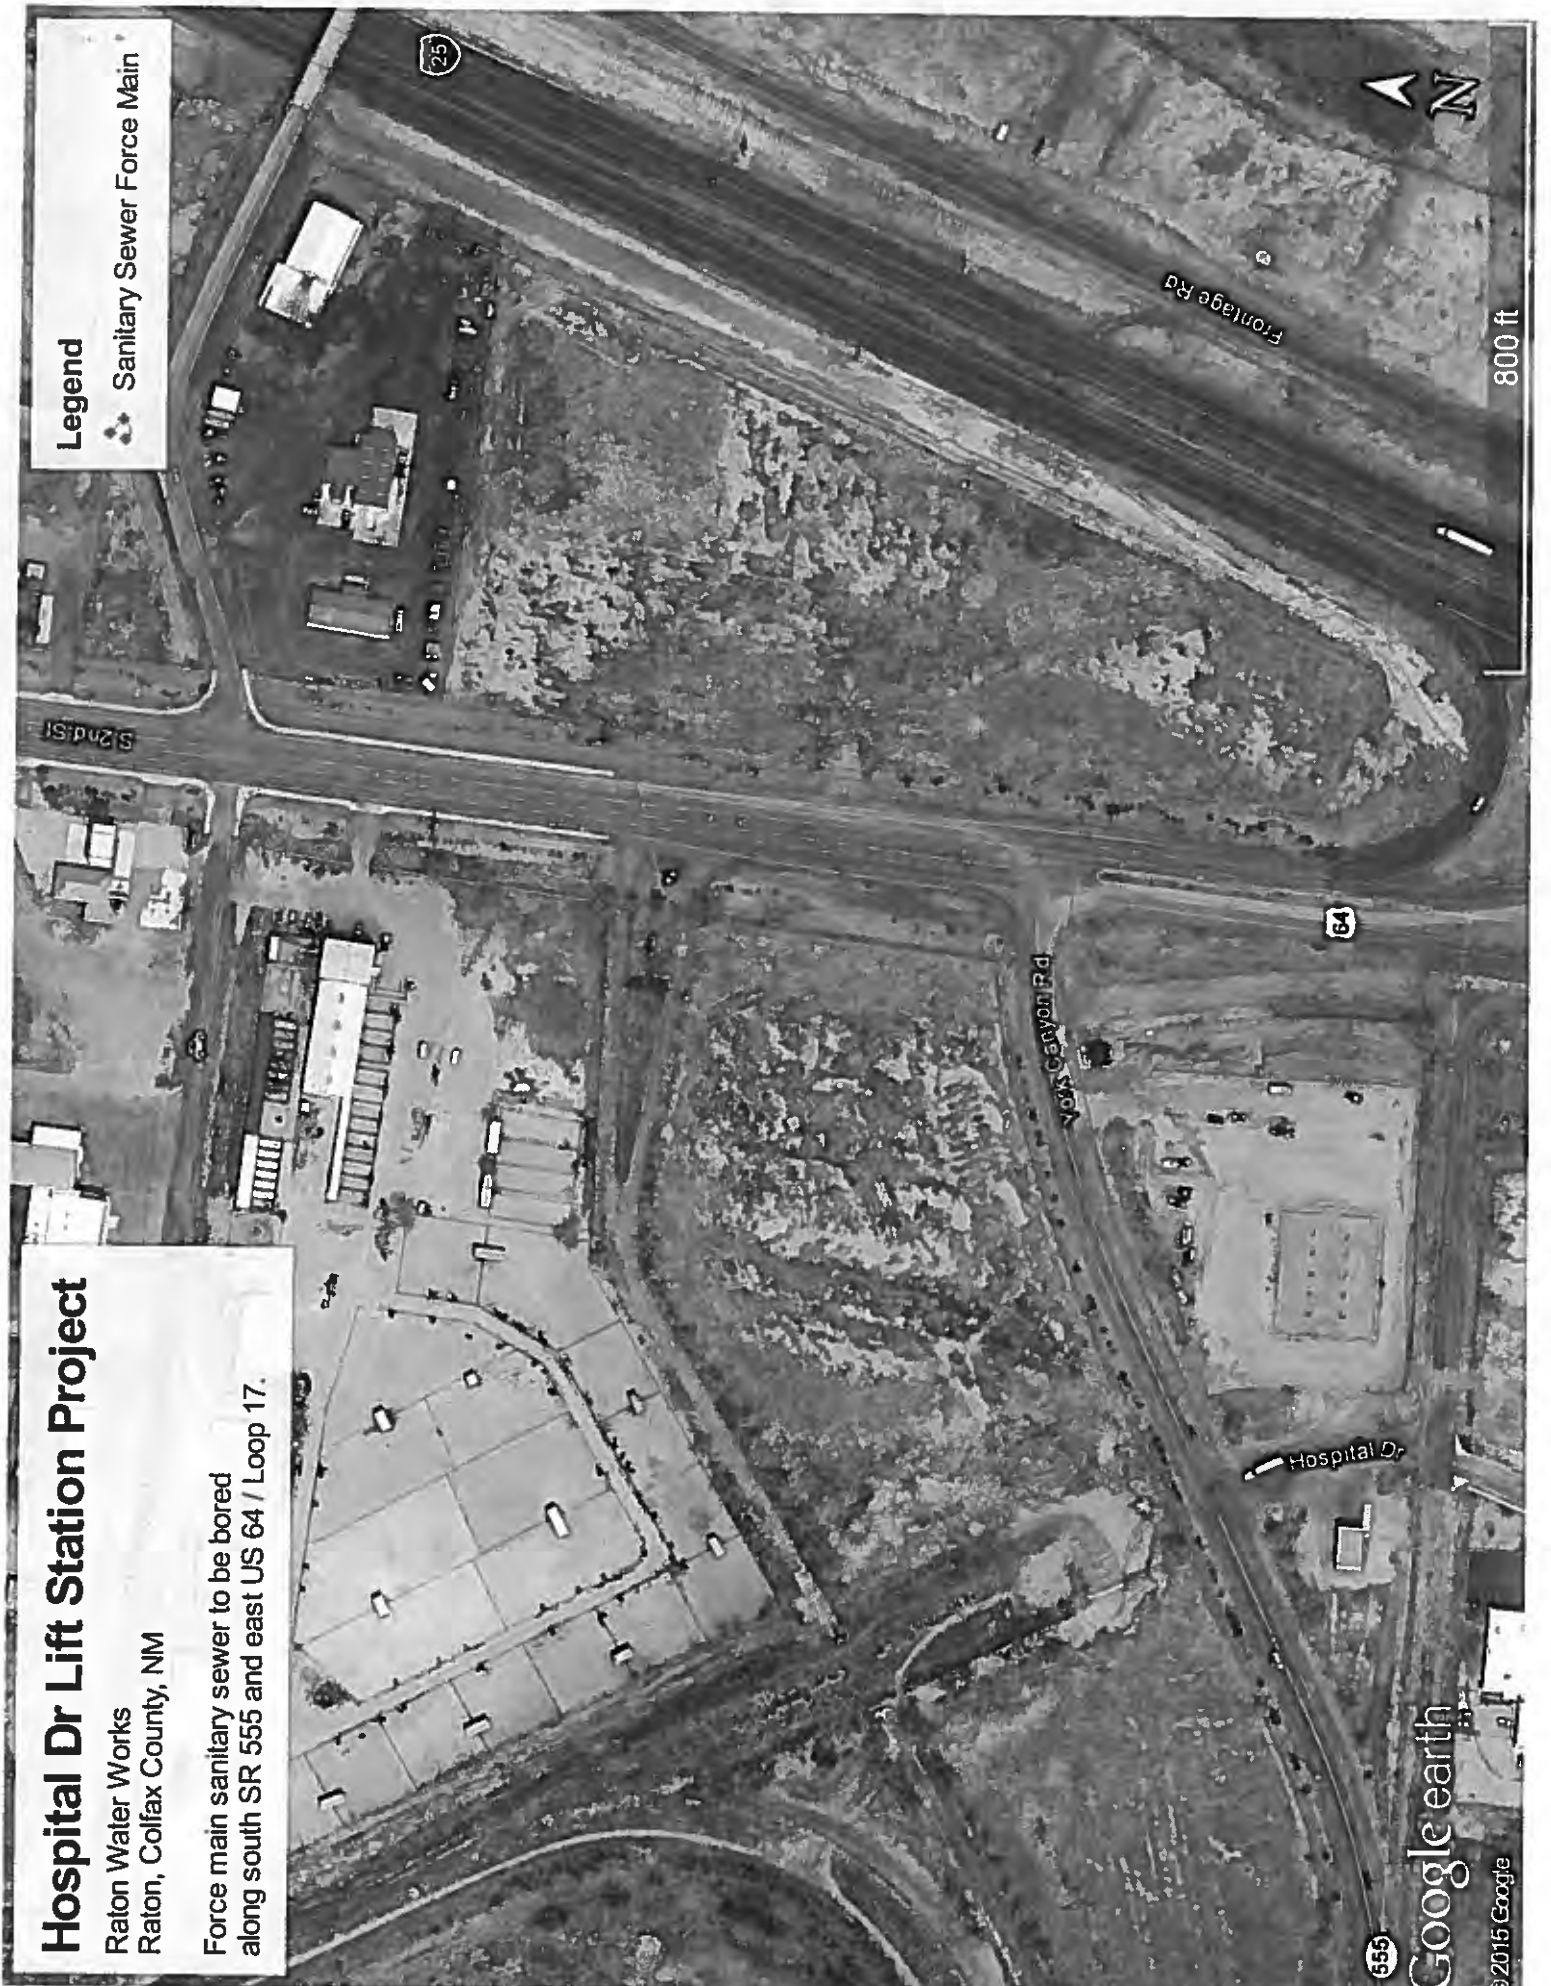 Hospital Dr Lift Station Project
Raton Water Works
Raton, Colfax County, NM
Force main sanitary sewer to be bored
along south SR 555 and east US 64 / Loop 17.
Legend
Sanitary Sewer Force Main
S 2nd St
25
Frontage Rd
N
York Canyon Rd
64
Hospital Dr
555
Google earth
© 2015 Google
800 ft